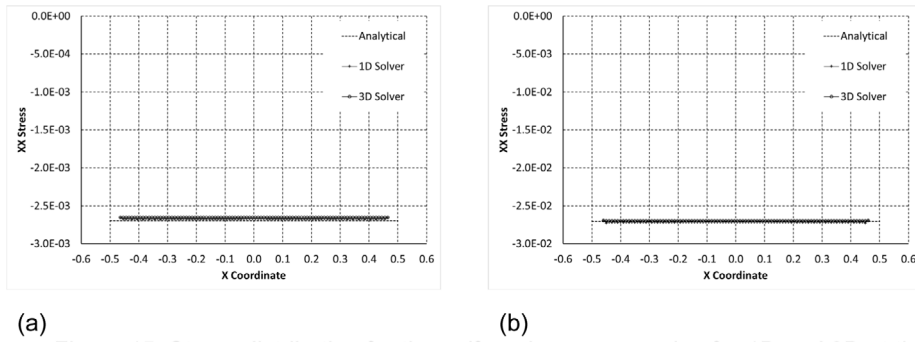 0.0E+00
-5.0E-04
-1.0E-03
-1.5E-03
-2.0E-03
-2.5E-03
-3.0E-03
XX Stress
-0.6 -0.5 -0.4 -0.3 -0.2 -0.1 0.0 0.1 0.2 0.3 0.4 0.5 0.6
X Coordinate
Analytical
1D Solver
3D Solver
(a)
0.0E+00
-5.0E-03
-1.0E-02
-1.5E-02
-2.0E-02
-2.5E-02
-3.0E-02
XX Stress
-0.6 -0.5 -0.4 -0.3 -0.2 -0.1 0.0 0.1 0.2 0.3 0.4 0.5 0.6
X Coordinate
Analytical
1D Solver
3D Solver
(b)